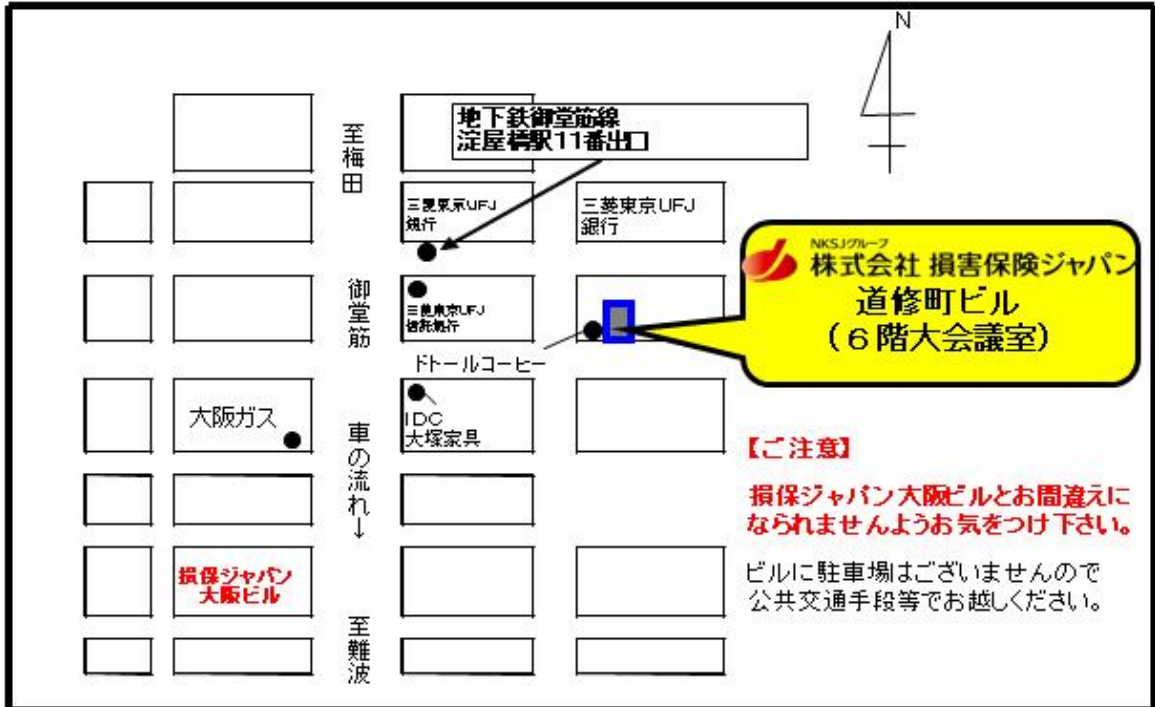 N
地下鉄御堂筋線
淀屋橋駅11番出口
至梅田
三菱東京UFJ
銀行
三菱東京UFJ
銀行
NKSJグループ
株式会社 損害保険ジャパン
道修町ビル
(6階大会議室)
御堂筋
三菱東京UFJ
信託銀行
ドトールコーヒー
大阪ガス
IDC
大塚家具
車の流れ↓
【ご注意】
損保ジャパン大阪ビルとお間違えに
なられませんようお気をつけ下さい。
ビルに駐車場はございませんので
公共交通手段等でお越しください。
損保ジャパン
大阪ビル
至難波